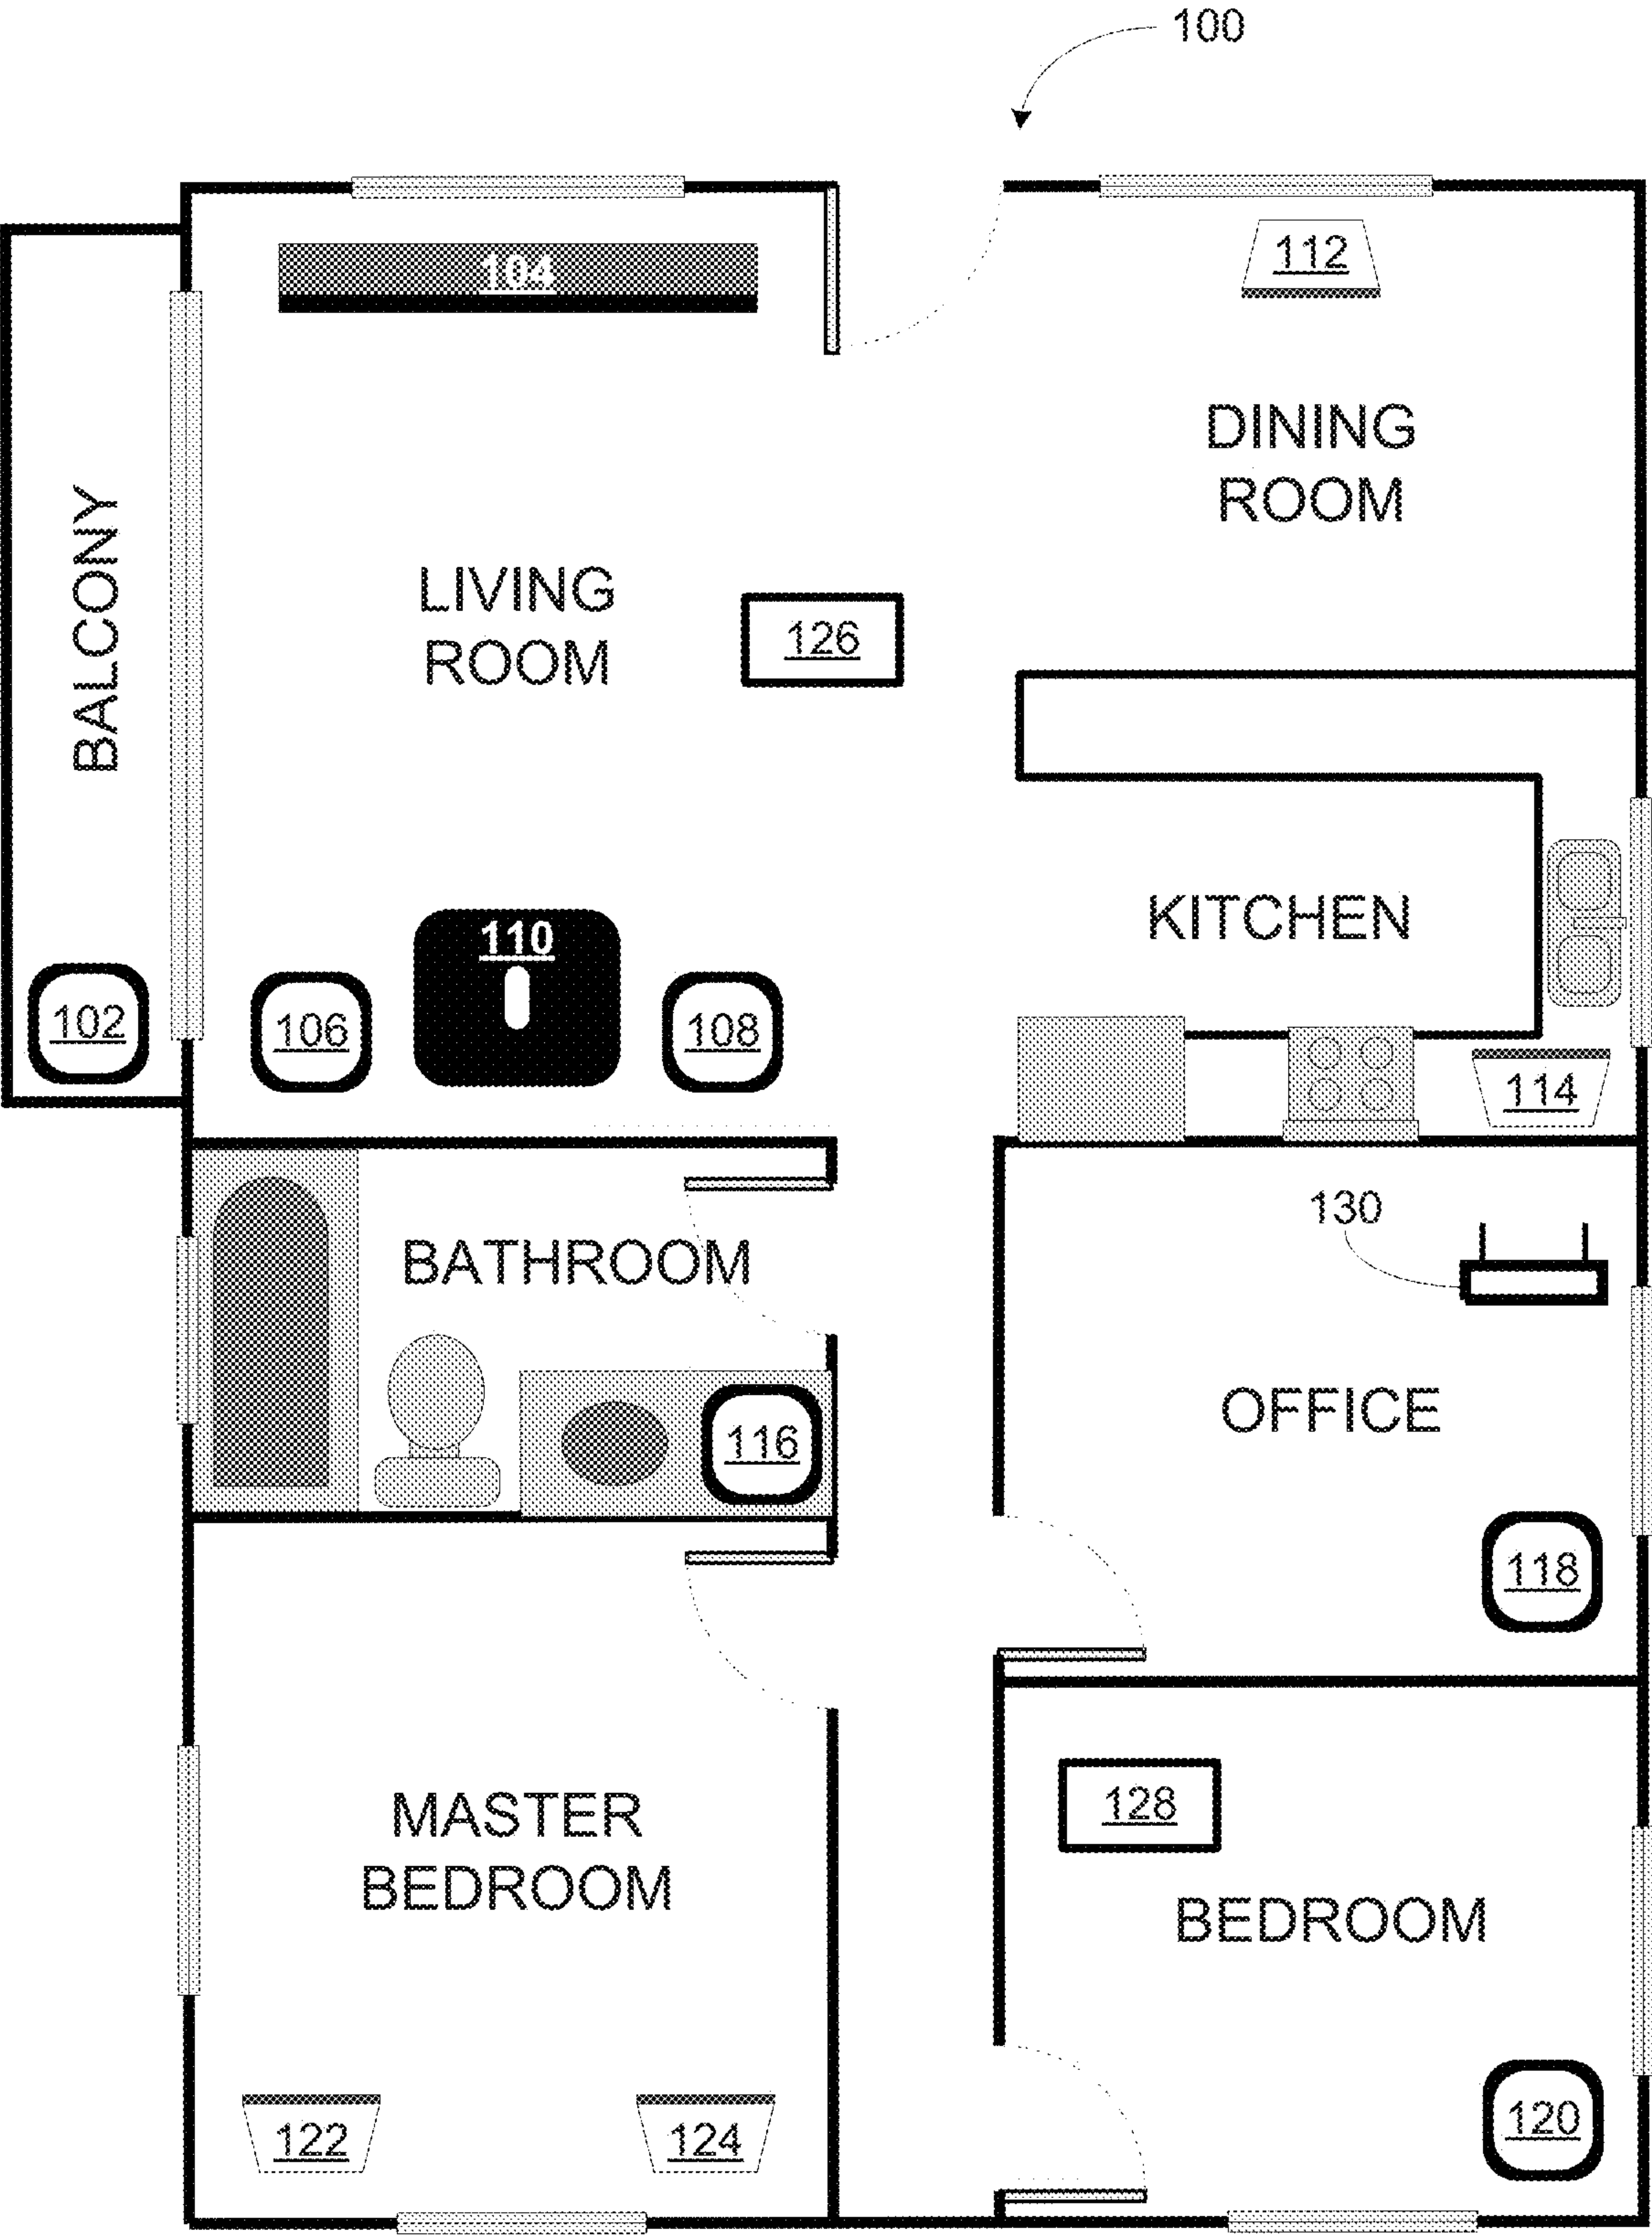 100
104
112
DINING
ROOM
BALCONY
LIVING
ROOM
126
KITCHEN
110
102
106
108
114
130
BATHROOM
OFFICE
116
118
MASTER
BEDROOM
128
BEDROOM
122
124
120